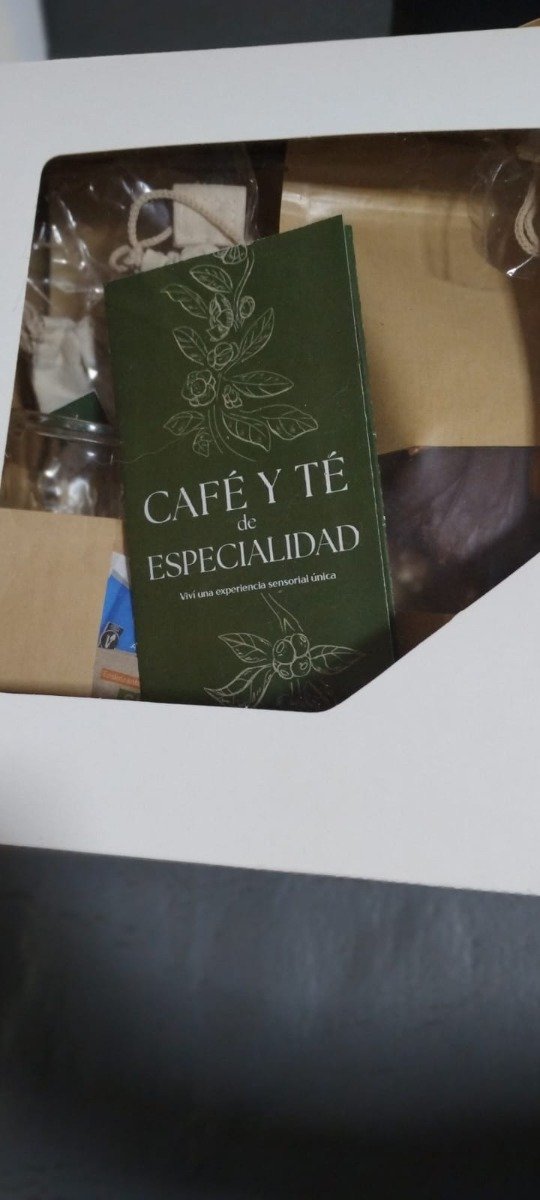 CAFÉ Y TÉ
de
ESPECIALIDAD
Viví una experiencia sensorial única